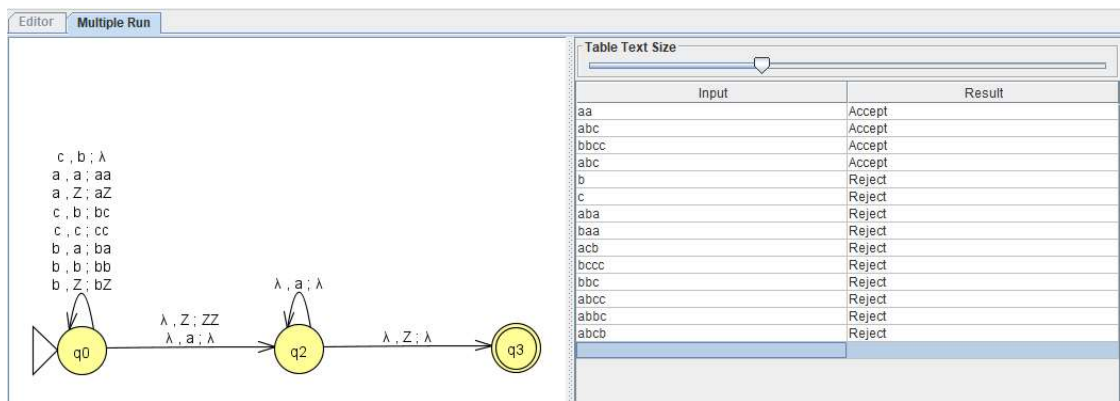 Editor Multiple Run
Table Text Size
Input Result
aa Accept
abc Accept
bbcc Accept
abc Accept
b Reject
c Reject
aba Reject
baa Reject
acb Reject
bccc Reject
bbc Reject
abcc Reject
abbc Reject
abcb Reject
c , b ; λ
a , a ; aa
a , Z ; aZ
c , b ; bc
c , c ; cc
b , a ; ba
b , b ; bb
b , Z ; bZ
λ , Z ; ZZ
λ , a ; λ
λ , a ; λ
λ , Z ; λ
q0
q2
q3